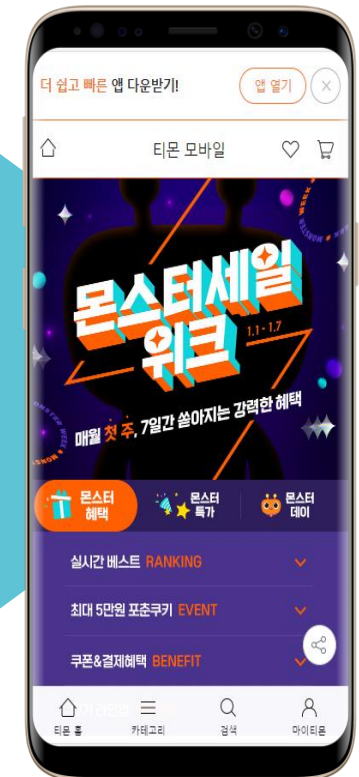 더 쉽고 빠른 앱 다운받기!
앱 열기
티몬 모바일
몬스터세일
위크
1.1 - 1.7
매월 첫 주, 7일간 쏟아지는 강력한 혜택
몬스터
혜택
몬스터
특가
몬스터
데이
실시간 베스트 RANKING
최대 5만원 포춘쿠키 EVENT
쿠폰&결제혜택 BENEFIT
티몬 홈
카테고리
검색
마이티몬